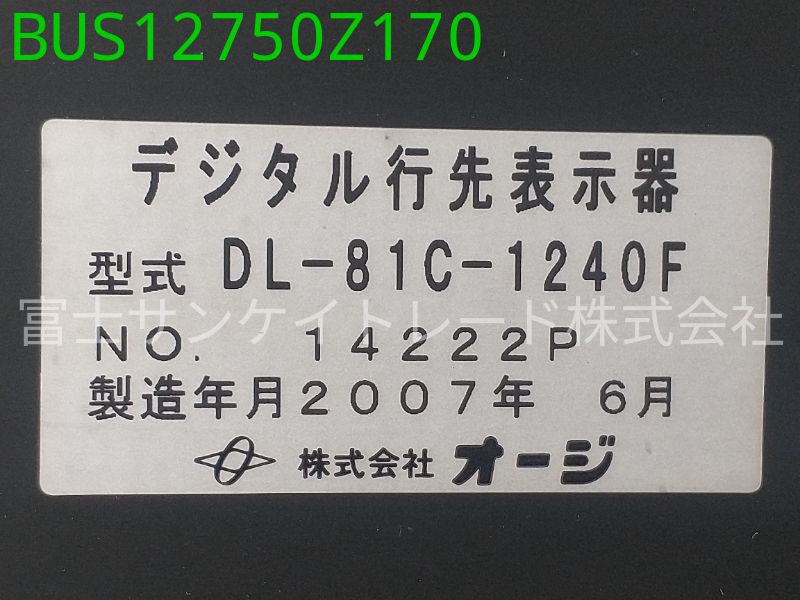 BUS12750Z170
デジタル行先表示器
型式 DL-81C-1240F
富士サンケイトレード株式会社
NO. 14222P
製造年月2007年 6月
株式会社 オージ